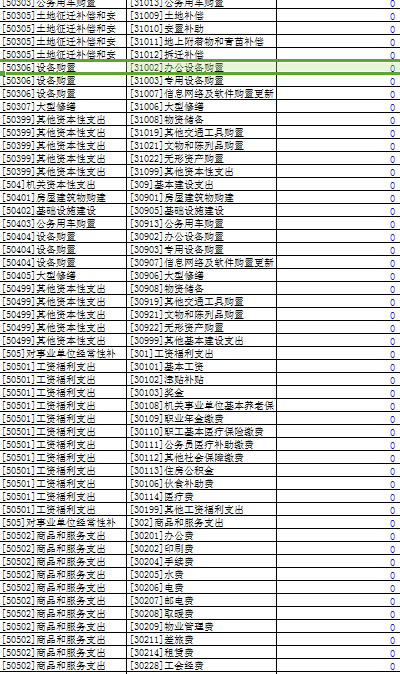 [50303]公务用车购置 [31013]公务用车购置 0
[50305]土地征迁补偿和安 [31009]土地补偿 0
[50305]土地征迁补偿和安 [31010]安置补助 0
[50305]土地征迁补偿和安 [31011]地上附着物和青苗补偿 0
[50305]土地征迁补偿和安 [31012]拆迁补偿 0
[50306]设备购置 [31002]办公设备购置 0
[50306]设备购置 [31003]专用设备购置 0
[50306]设备购置 [31007]信息网络及软件购置更新 0
[50307]大型修缮 [31006]大型修缮 0
[50399]其他资本性支出 [31008]物资储备 0
[50399]其他资本性支出 [31019]其他交通工具购置 0
[50399]其他资本性支出 [31021]文物和陈列品购置 0
[50399]其他资本性支出 [31022]无形资产购置 0
[50399]其他资本性支出 [31099]其他资本性支出 0
[504]机关资本性支出 [309]基本建设支出 0
[50401]房屋建筑物购建 [30901]房屋建筑物购建 0
[50402]基础设施建设 [30905]基础设施建设 0
[50403]公务用车购置 [30913]公务用车购置 0
[50404]设备购置 [30902]办公设备购置 0
[50404]设备购置 [30903]专用设备购置 0
[50404]设备购置 [30907]信息网络及软件购置更新 0
[50405]大型修缮 [30906]大型修缮 0
[50499]其他资本性支出 [30908]物资储备 0
[50499]其他资本性支出 [30919]其他交通工具购置 0
[50499]其他资本性支出 [30921]文物和陈列品购置 0
[50499]其他资本性支出 [30922]无形资产购置 0
[50499]其他资本性支出 [30999]其他基本建设支出 0
[505]对事业单位经常性补 [301]工资福利支出 0
[50501]工资福利支出 [30101]基本工资 0
[50501]工资福利支出 [30102]津贴补贴 0
[50501]工资福利支出 [30103]奖金 0
[50501]工资福利支出 [30108]机关事业单位基本养老保 0
[50501]工资福利支出 [30109]职业年金缴费 0
[50501]工资福利支出 [30110]职工基本医疗保险缴费 0
[50501]工资福利支出 [30111]公务员医疗补助缴费 0
[50501]工资福利支出 [30112]其他社会保障缴费 0
[50501]工资福利支出 [30113]住房公积金 0
[50501]工资福利支出 [30106]伙食补助费 0
[50501]工资福利支出 [30114]医疗费 0
[50501]工资福利支出 [30199]其他工资福利支出 0
[505]对事业单位经常性补 [302]商品和服务支出 0
[50502]商品和服务支出 [30201]办公费 0
[50502]商品和服务支出 [30202]印刷费 0
[50502]商品和服务支出 [30204]手续费 0
[50502]商品和服务支出 [30205]水费 0
[50502]商品和服务支出 [30206]电费 0
[50502]商品和服务支出 [30207]邮电费 0
[50502]商品和服务支出 [30208]取暖费 0
[50502]商品和服务支出 [30209]物业管理费 0
[50502]商品和服务支出 [30211]差旅费 0
[50502]商品和服务支出 [30214]租赁费 0
[50502]商品和服务支出 [30228]工会经费 0